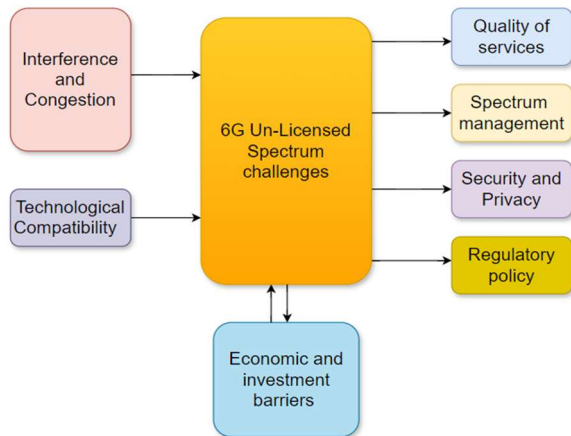 Interference
and
Congestion
Technological
Compatibility
6G Un-Licensed
Spectrum
challenges
Quality of
services
Spectrum
management
Security and
Privacy
Regulatory
policy
Economic and
investment
barriers